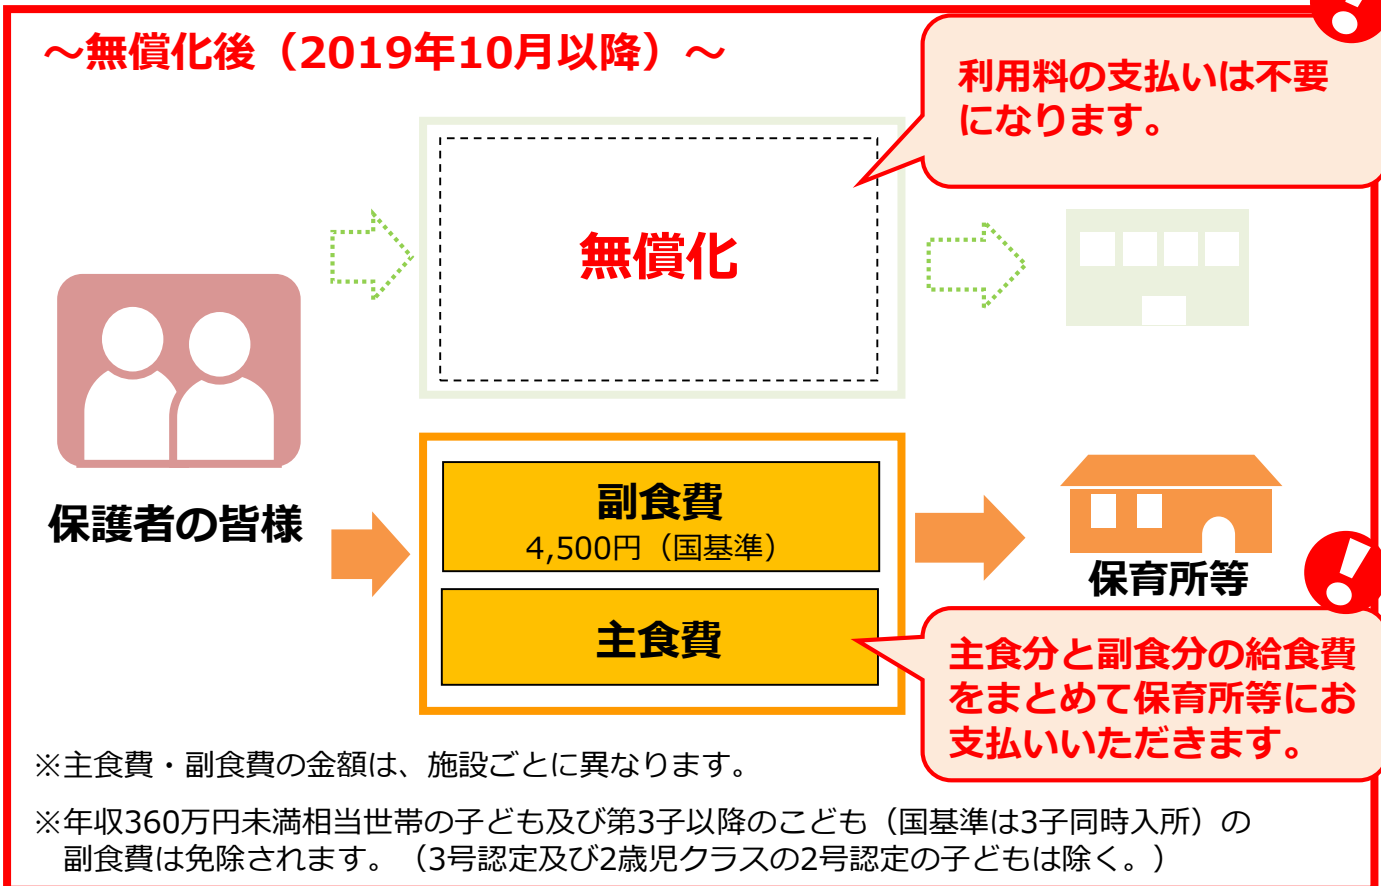 ～無償化後（2019年10月以降）～
利用料の支払いは不要
になります。
無償化
保護者の皆様
副食費
4,500円（国基準）
主食費
保育所等
主食分と副食分の給食費
をまとめて保育所等にお
支払いいただきます。
※主食費・副食費の金額は、施設ごとに異なります。
※年収360万円未満相当世帯の子ども及び第3子以降のこども（国基準は3子同時入所）の
副食費は免除されます。（3号認定及び2歳児クラスの2号認定の子どもは除く。）